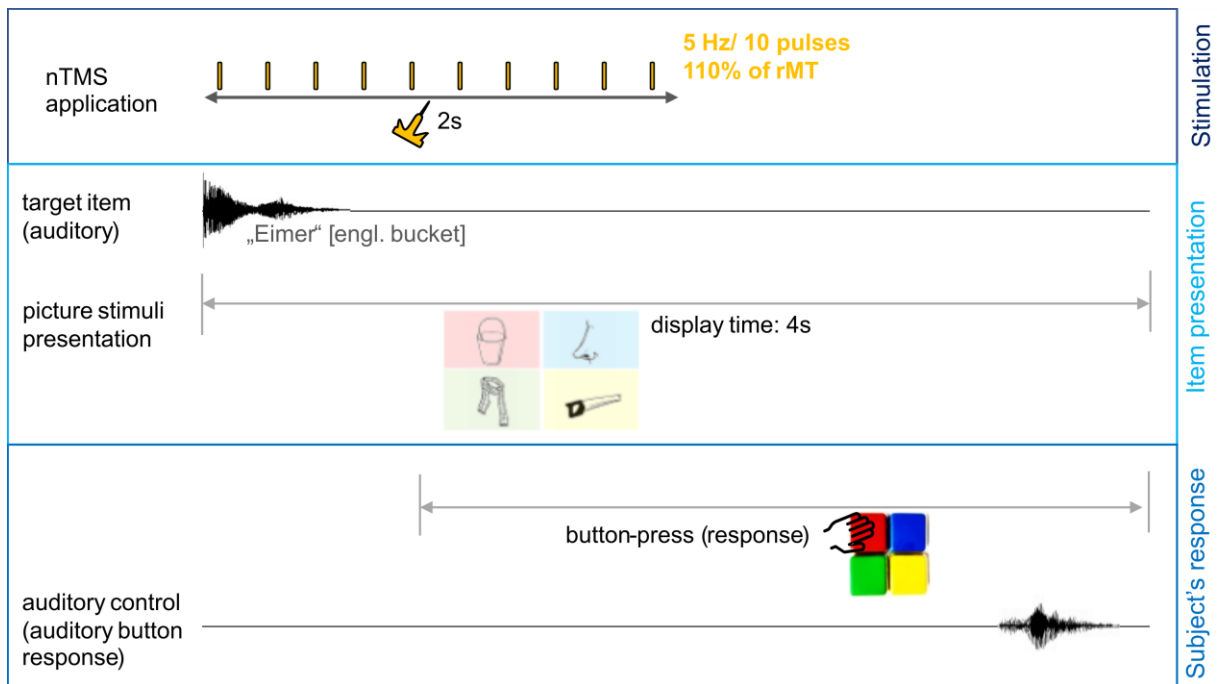 nTMS
application
5 Hz/ 10 pulses
110% of rMT
2s
Stimulation
target item
(auditory)
„Eimer“ [engl. bucket]
picture stimuli
presentation
display time: 4s
Item presentation
button-press (response)
auditory control
(auditory button
response)
Subject's response